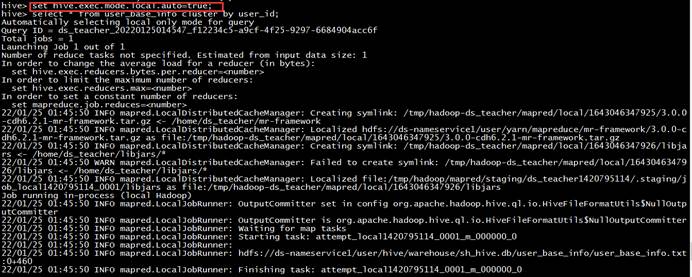 hive> set hive.exec.mode.local.auto=true;
hive> select * from user_base_info cluster by user_id;
Automatically selecting local only mode for query
Query ID = ds_teacher_20220125014547_f12234c5-a9cf-4f25-9297-6684904acc6f
Total jobs = 1
Launching Job 1 out of 1
Number of reduce tasks not specified. Estimated from input data size: 1
In order to change the average load for a reducer (in bytes):
  set hive.exec.reducers.bytes.per.reducer=<number>
In order to limit the maximum number of reducers:
  set hive.exec.reducers.max=<number>
In order to set a constant number of reducers:
  set mapreduce.job.reduces=<number>
22/01/25 01:45:50 INFO mapred.LocalDistributedCacheManager: Creating symlink: /tmp/hadoop-ds_teacher/mapred/local/1643046347925/3.0.0-
cdh6.2.1-mr-framework.tar.gz <- /home/ds_teacher/mr-framework
22/01/25 01:45:50 INFO mapred.LocalDistributedCacheManager: Localized hdfs://ds-nameservice1/user/yarn/mapreduce/mr-framework/3.0.0-c
dh6.2.1-mr-framework.tar.gz as file:/tmp/hadoop-ds_teacher/mapred/local/1643046347925/3.0.0-cdh6.2.1-mr-framework.tar.gz
22/01/25 01:45:50 INFO mapred.LocalDistributedCacheManager: Creating symlink: /tmp/hadoop-ds_teacher/mapred/local/1643046347926/libja
rs <- /home/ds_teacher/libjars/*
22/01/25 01:45:50 WARN mapred.LocalDistributedCacheManager: Failed to create symlink: /tmp/hadoop-ds_teacher/mapred/local/164304634792
6/libjars <- /home/ds_teacher/libjars/*
22/01/25 01:45:50 INFO mapred.LocalDistributedCacheManager: Localized file:/tmp/hadoop/mapred/staging/ds_teacher1420795114/.staging/j
ob_local1420795114_0001/libjars as file:/tmp/hadoop-ds_teacher/mapred/local/1643046347926/libjars
Job running in-process (local Hadoop)
22/01/25 01:45:50 INFO mapred.LocalJobRunner: OutputCommitter set in config org.apache.hadoop.hive.ql.io.HiveFileFormatUtils$NullOutp
utCommitter
22/01/25 01:45:50 INFO mapred.LocalJobRunner: OutputCommitter is org.apache.hadoop.hive.ql.io.HiveFileFormatUtils$NullOutputCommitter
22/01/25 01:45:50 INFO mapred.LocalJobRunner: Waiting for map tasks
22/01/25 01:45:50 INFO mapred.LocalJobRunner: Starting task: attempt_local1420795114_0001_m_000000_0
22/01/25 01:45:50 INFO mapred.LocalJobRunner:
22/01/25 01:45:50 INFO mapred.LocalJobRunner: hdfs://ds-nameservice1/user/hive/warehouse/sh_hive.db/user_base_info/user_base_info.txt
:0+460
22/01/25 01:45:50 INFO mapred.LocalJobRunner: Finishing task: attempt_local1420795114_0001_m_000000_0